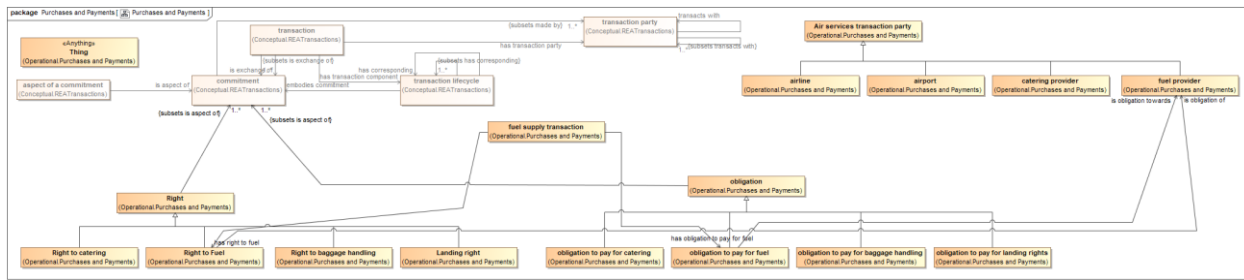 package Purchases and Payments [ Purchases and Payments ]
«Anything»
Thing
(Operational.Purchases and Payments)
transaction
(Conceptual.REATransactions)
{subsets made by}
1..*
transaction party
(Conceptual.REATransactions)
transacts with
has transaction party
1..*
{subsets transacts with}
Air services transaction party
(Operational.Purchases and Payments)
{subsets is exchange of}
is exchange of
has corresponding
{subsets has corresponding}
1..*
has transaction component
aspect of a commitment
(Conceptual.REATransactions)
is aspect of
commitment
(Conceptual.REATransactions)
embodies commitment
transaction lifecycle
(Conceptual.REATransactions)
airline
(Operational.Purchases and Payments)
airport
(Operational.Purchases and Payments)
catering provider
(Operational.Purchases and Payments)
fuel provider
(Operational.Purchases and Payments)
is obligation towards
is obligation of
{subsets is aspect of}
1..*
1..*
{subsets is aspect of}
fuel supply transaction
(Operational.Purchases and Payments)
Right
(Operational.Purchases and Payments)
obligation
(Operational.Purchases and Payments)
has right to fuel
has obligation to pay for fuel
Right to catering
(Operational.Purchases and Payments)
Right to Fuel
(Operational.Purchases and Payments)
Right to baggage handling
(Operational.Purchases and Payments)
Landing right
(Operational.Purchases and Payments)
obligation to pay for catering
(Operational.Purchases and Payments)
obligation to pay for fuel
(Operational.Purchases and Payments)
obligation to pay for baggage handling
(Operational.Purchases and Payments)
obligation to pay for landing rights
(Operational.Purchases and Payments)